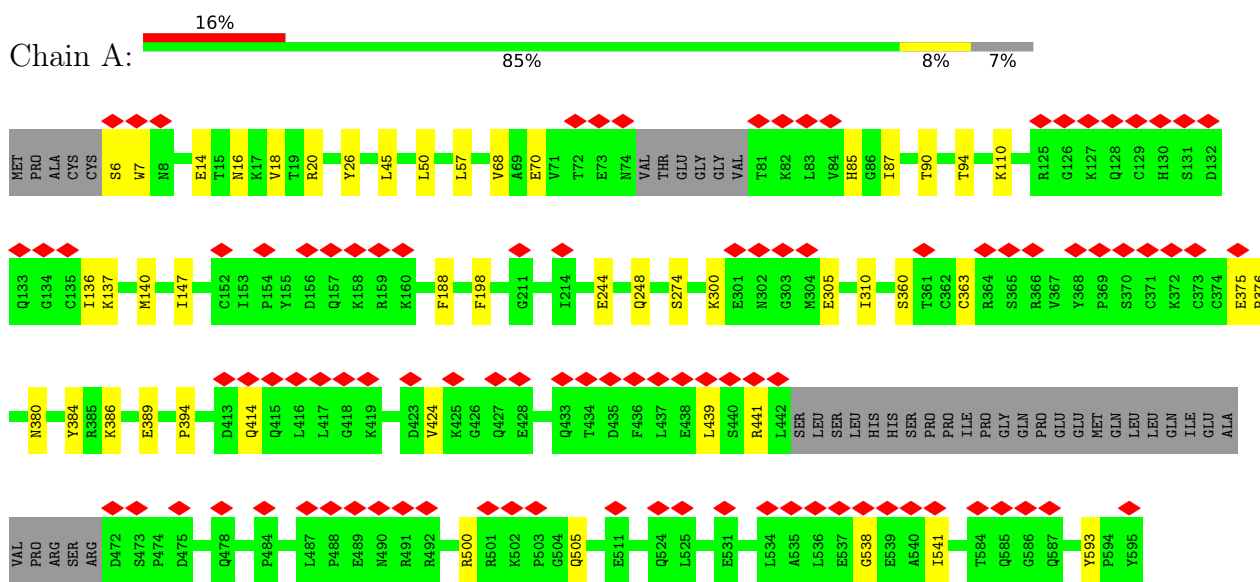 16%
Chain A:
85% 8% 7%
MET PRO ALA CYS CYS S6 W7 N8 E14 T15 N16 K17 V18 T19 R20 Y26 L45 L50 L57 V68 A69 E70 V71 T72 E73 N74 VAL THR GLU GLY GLY VAL T81 K82 L83 V84 H85 G86 I87 T90 T94 K110 R125 G126 K127 Q128 C129 H130 S131 D132
Q133 G134 C135 I136 K137 M140 I147 C152 I153 P154 Y155 D156 Q157 K158 R159 K160 F188 F198 G211 I214 E244 Q248 S274 K300 E301 N302 G303 M304 E305 I310 S360 T361 C362 C363 R364 S365 R366 V367 Y368 P369 S370 C371 K372 C373 C374 E375
N380 Y384 R385 K386 E389 P394 D413 Q414 Q415 L416 L417 G418 K419 D423 V424 K425 G426 Q427 E428 Q433 T434 D435 F436 L437 E438 L439 S440 R441 L442 SER LEU SER LEU HIS HIS SER PRO PRO ILE PRO GLY GLN PRO GLU GLU MET GLN LEU LEU GLN ILE GLU ALA
VAL PRO ARG SER ARG D472 S473 P474 D475 Q478 P484 L487 P488 E489 N490 R491 R492 R500 R501 K502 P503 G504 Q505 E511 Q524 L525 E531 L534 A535 L536 E537 G538 E539 A540 I541 T584 Q585 G586 Q587 Y593 P594 Y595